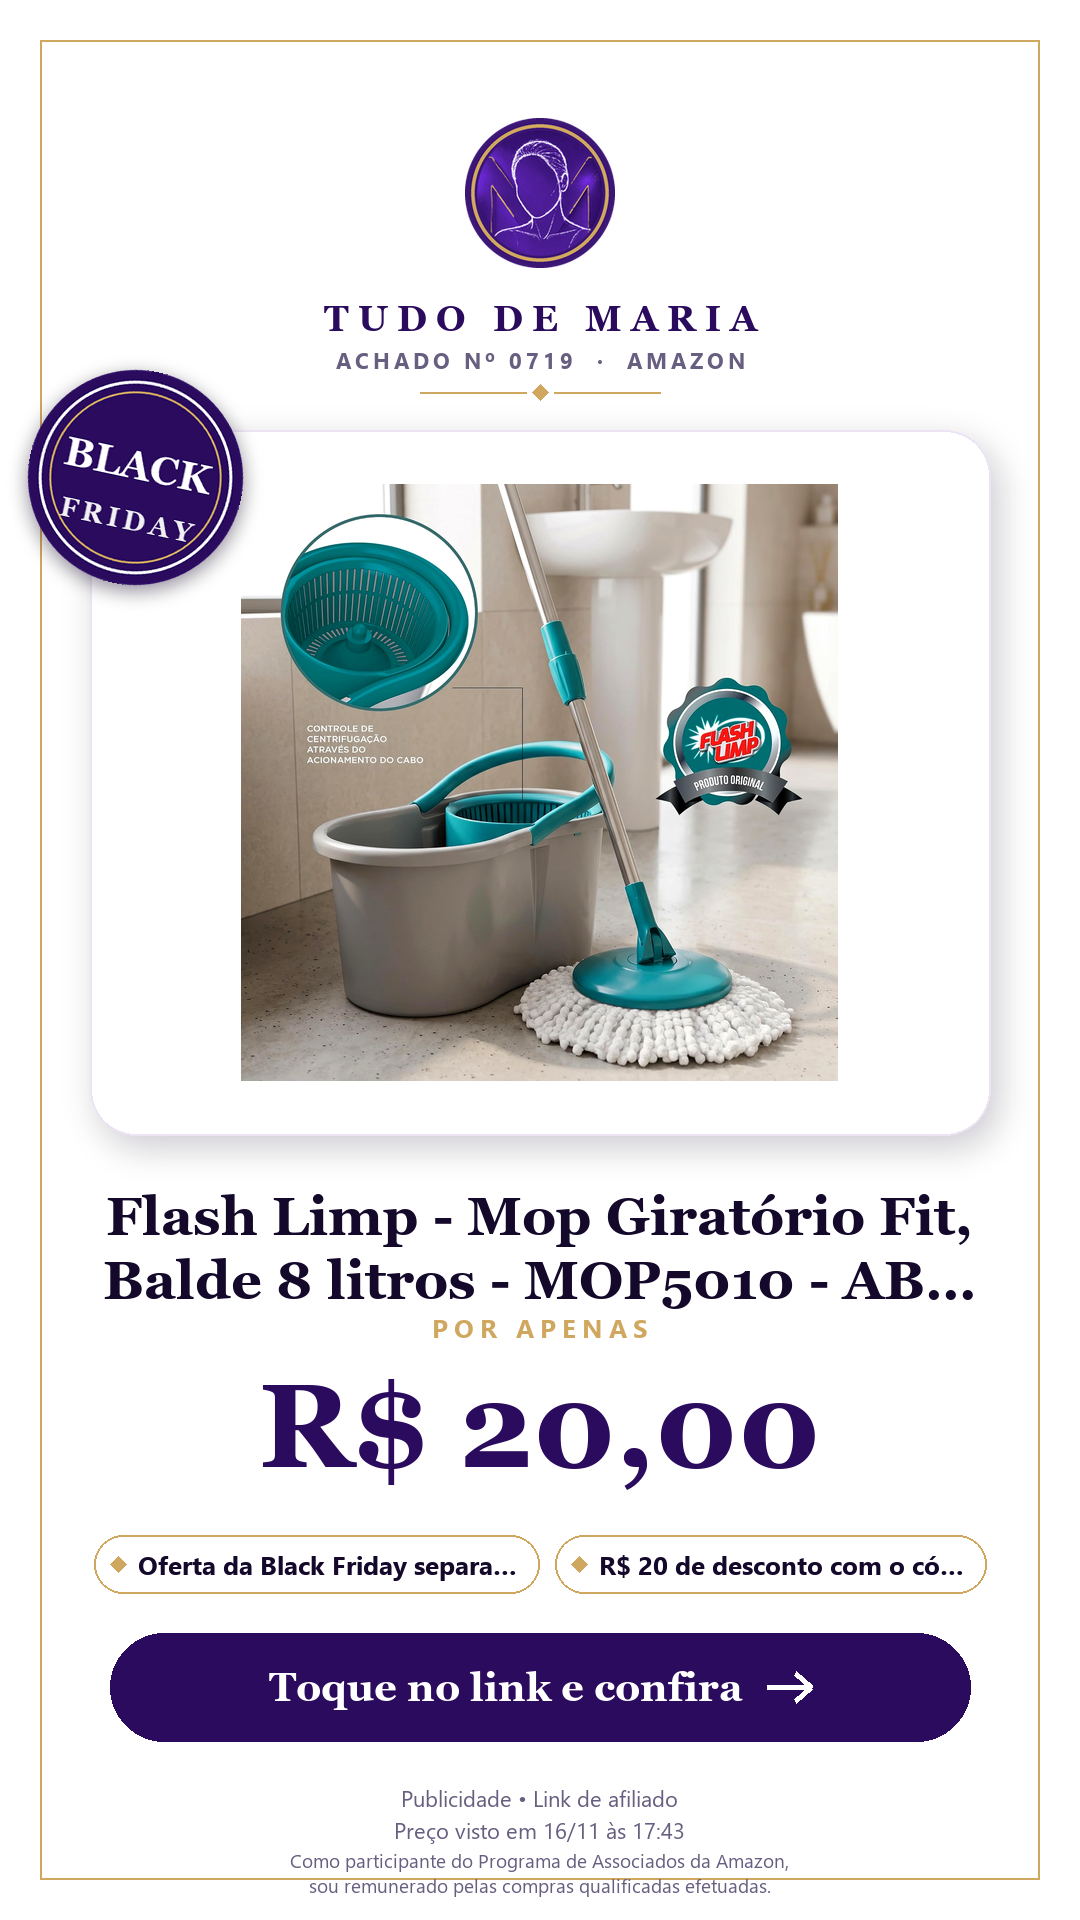 TUDO DE MARIA
ACHADO Nº 0719 · AMAZON
BLACK
FRIDAY
CONTROLE DE
CENTRIFUGAÇÃO
ATRAVÉS DO
ACIONAMENTO DO CABO
FLASH
LIMP
PRODUTO ORIGINAL
Flash Limp - Mop Giratório Fit,
Balde 8 litros - MOP5010 - AB...
POR APENAS
R$ 20,00
Oferta da Black Friday separa...
R$ 20 de desconto com o có...
Toque no link e confira →
Publicidade • Link de afiliado
Preço visto em 16/11 às 17:43
Como participante do Programa de Associados da Amazon,
sou remunerado pelas compras qualificadas efetuadas.